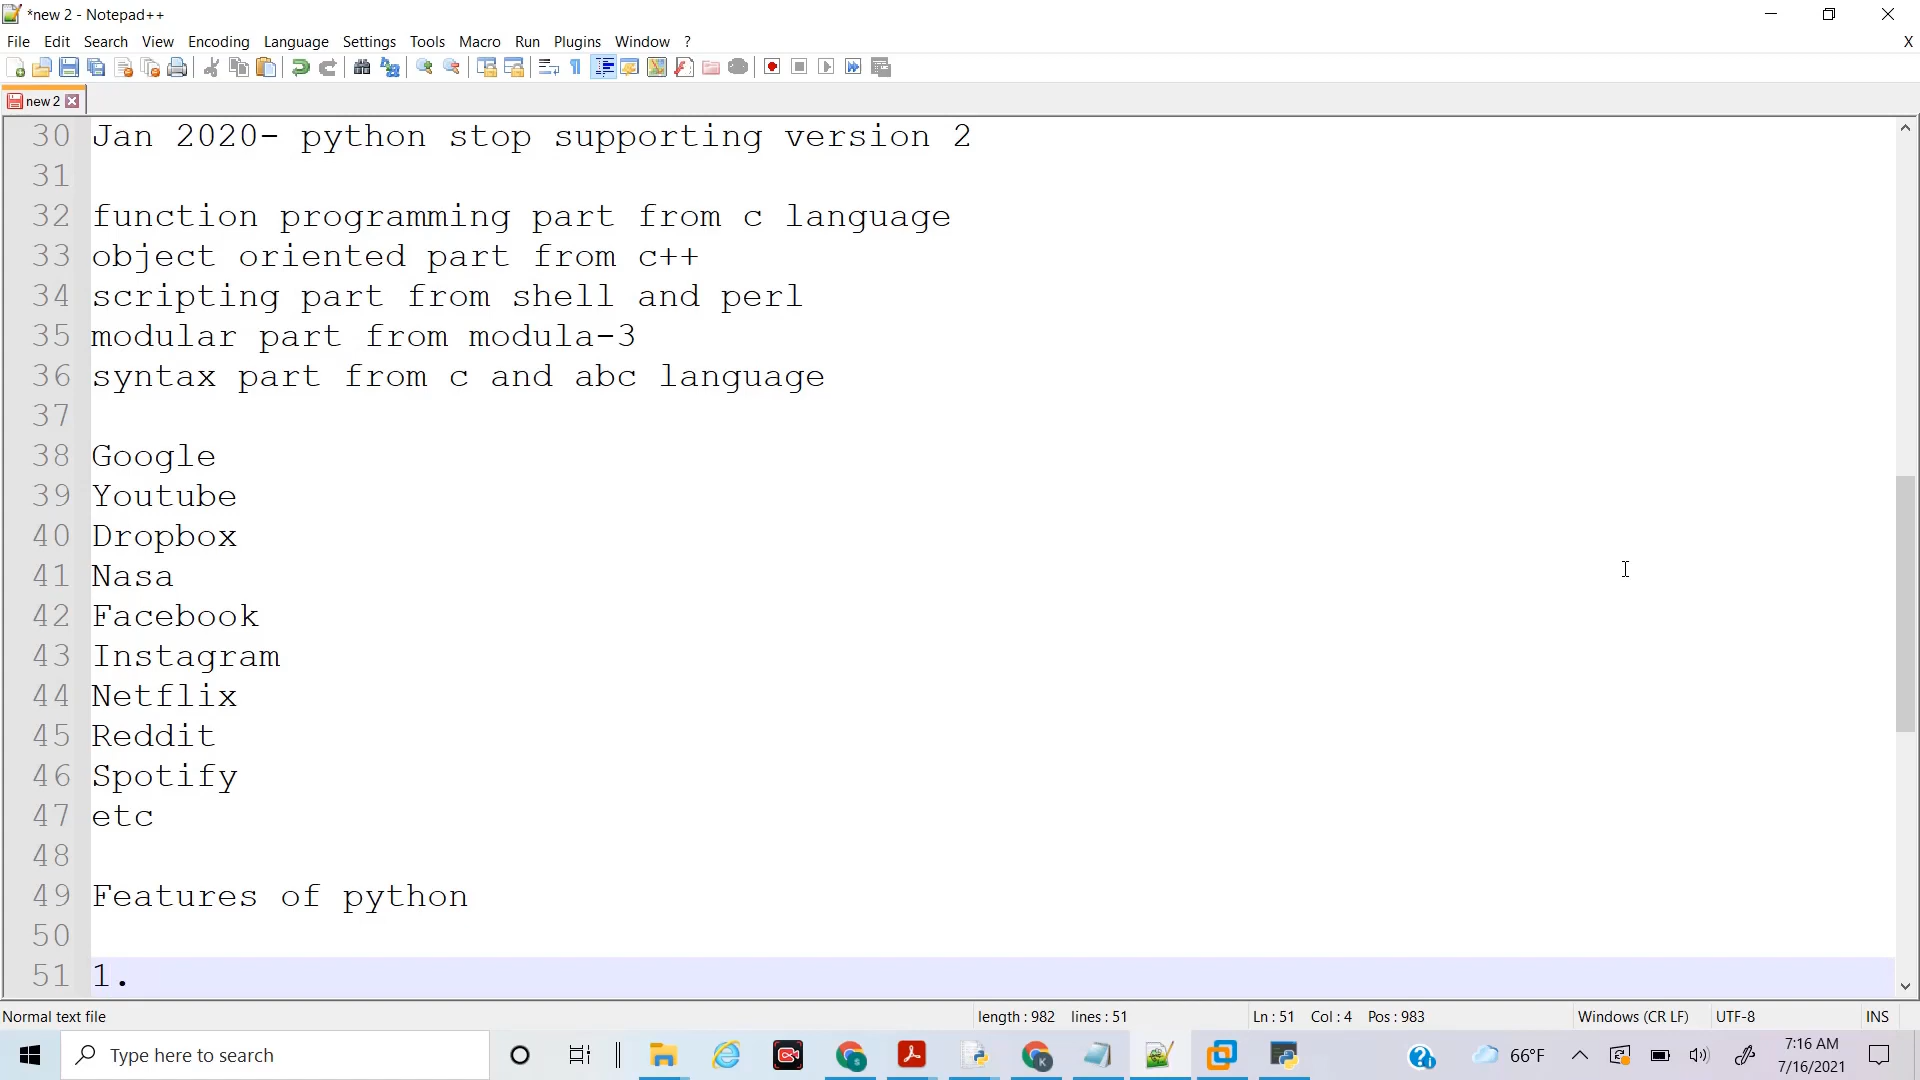 *new 2 - Notepad++
File Edit Search View Encoding Language Settings Tools Macro Run Plugins Window ? X
new 2
30 Jan 2020- python stop supporting version 2
31
32 function programming part from c language
33 object oriented part from c++
34 scripting part from shell and perl
35 modular part from modula-3
36 syntax part from c and abc language
37
38 Google
39 Youtube
40 Dropbox
41 Nasa
42 Facebook
43 Instagram
44 Netflix
45 Reddit
46 Spotify
47 etc
48
49 Features of python
50
51 1.
Normal text file length : 982 lines : 51 Ln : 51 Col : 4 Pos : 983 Windows (CR LF) UTF-8 INS
Type here to search 66°F 7:16 AM
7/16/2021